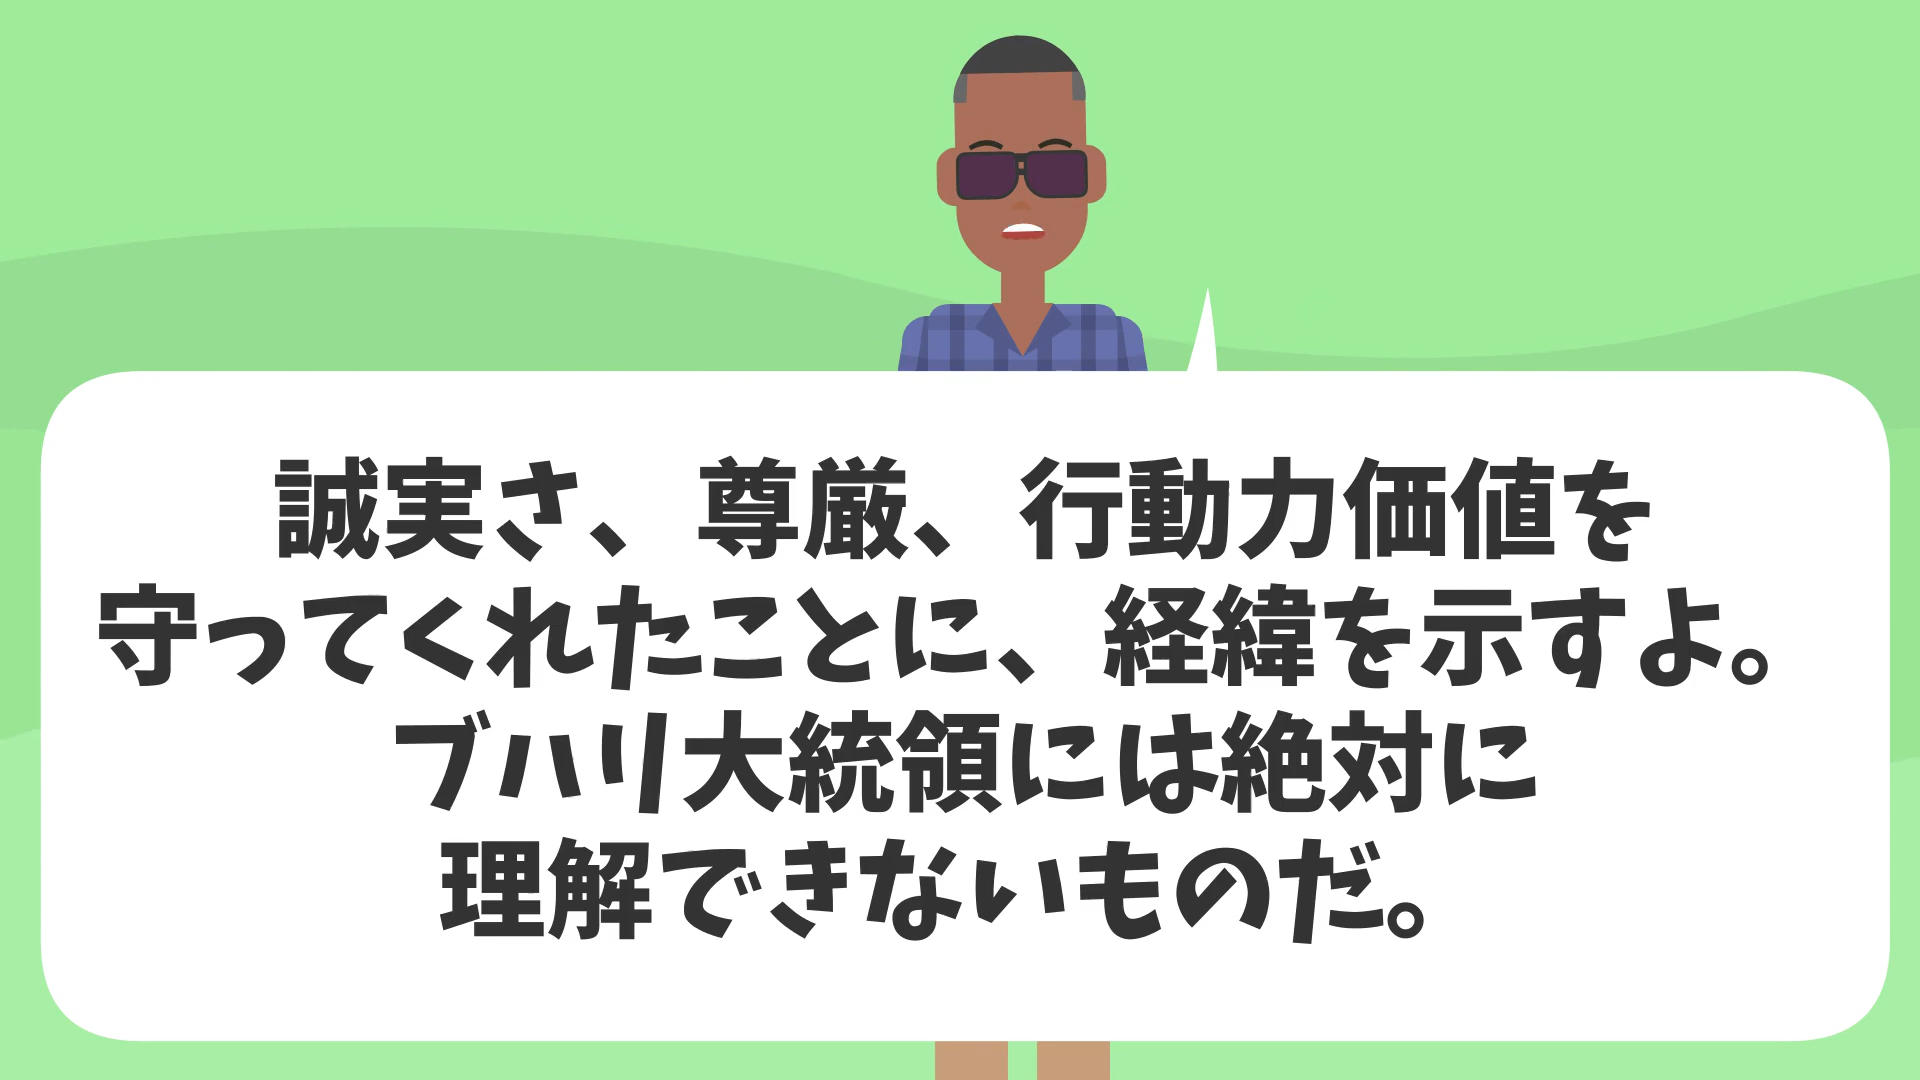 誠実さ、尊厳、行動力価値を
守ってくれたことに、経緯を示すよ。
ブハリ大統領には絶対に
理解できないものだ。